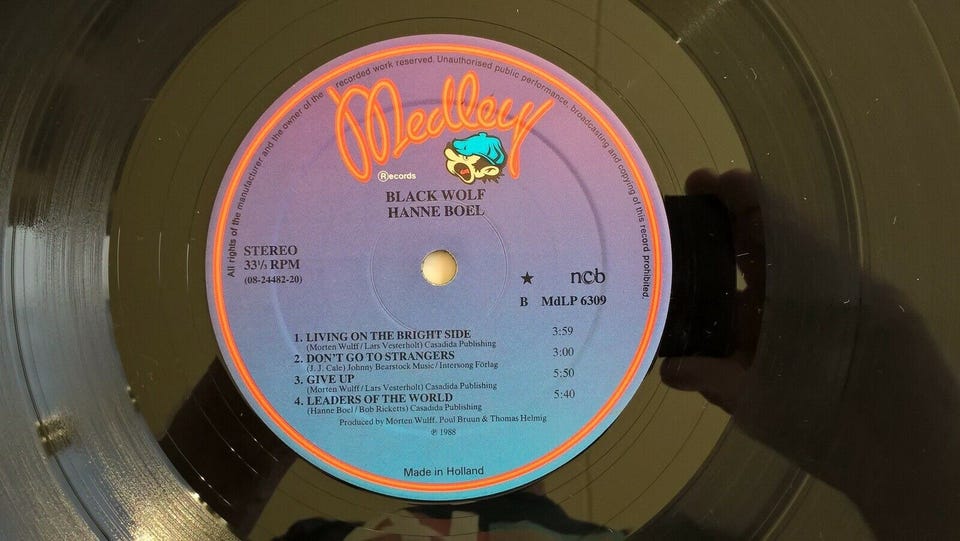 All rights of the manufacturer and the owner of the recorded work reserved. Unauthorised public performance, broadcasting and copying of this record prohibited.
Medley
Ⓡecords
BLACK WOLF
HANNE BOEL
STEREO
33⅓ RPM
(08-24482-20)
★ ncb
B MdLP 6309
1. LIVING ON THE BRIGHT SIDE 3:59
(Morten Wulff / Lars Vesterholt) Casadida Publishing
2. DON'T GO TO STRANGERS 3:00
(J. J. Cale) Johnny Bearstock Music / Intersong Förlag
3. GIVE UP 5:50
(Morten Wulff / Lars Vesterholt) Casadida Publishing
4. LEADERS OF THE WORLD 5:40
(Hanne Boel / Bob Ricketts) Casadida Publishing
Produced by Morten Wulff, Poul Bruun & Thomas Helmig
℗ 1988
Made in Holland